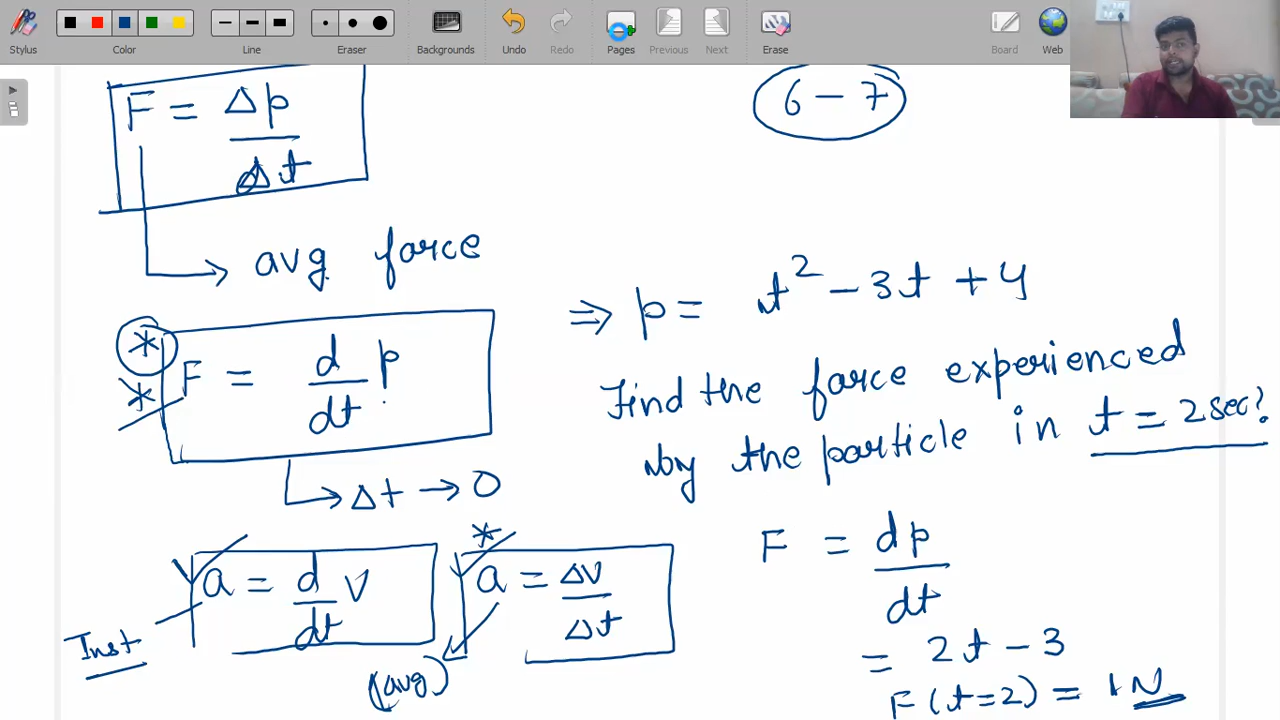 Stylus Color Line Eraser Backgrounds Undo Redo Pages Previous Next Erase Board Web
F = Δp / Δt
6 - 7
avg force
⇒ p = t² - 3t + 4
Find the force experienced
by the particle in t = 2 sec?
* * F = d/dt p
Δt → 0
a = d/dt v
Inst
* a = Δv / Δt
(avg)
F = dp / dt
= 2t - 3
F(t=2) = 1N